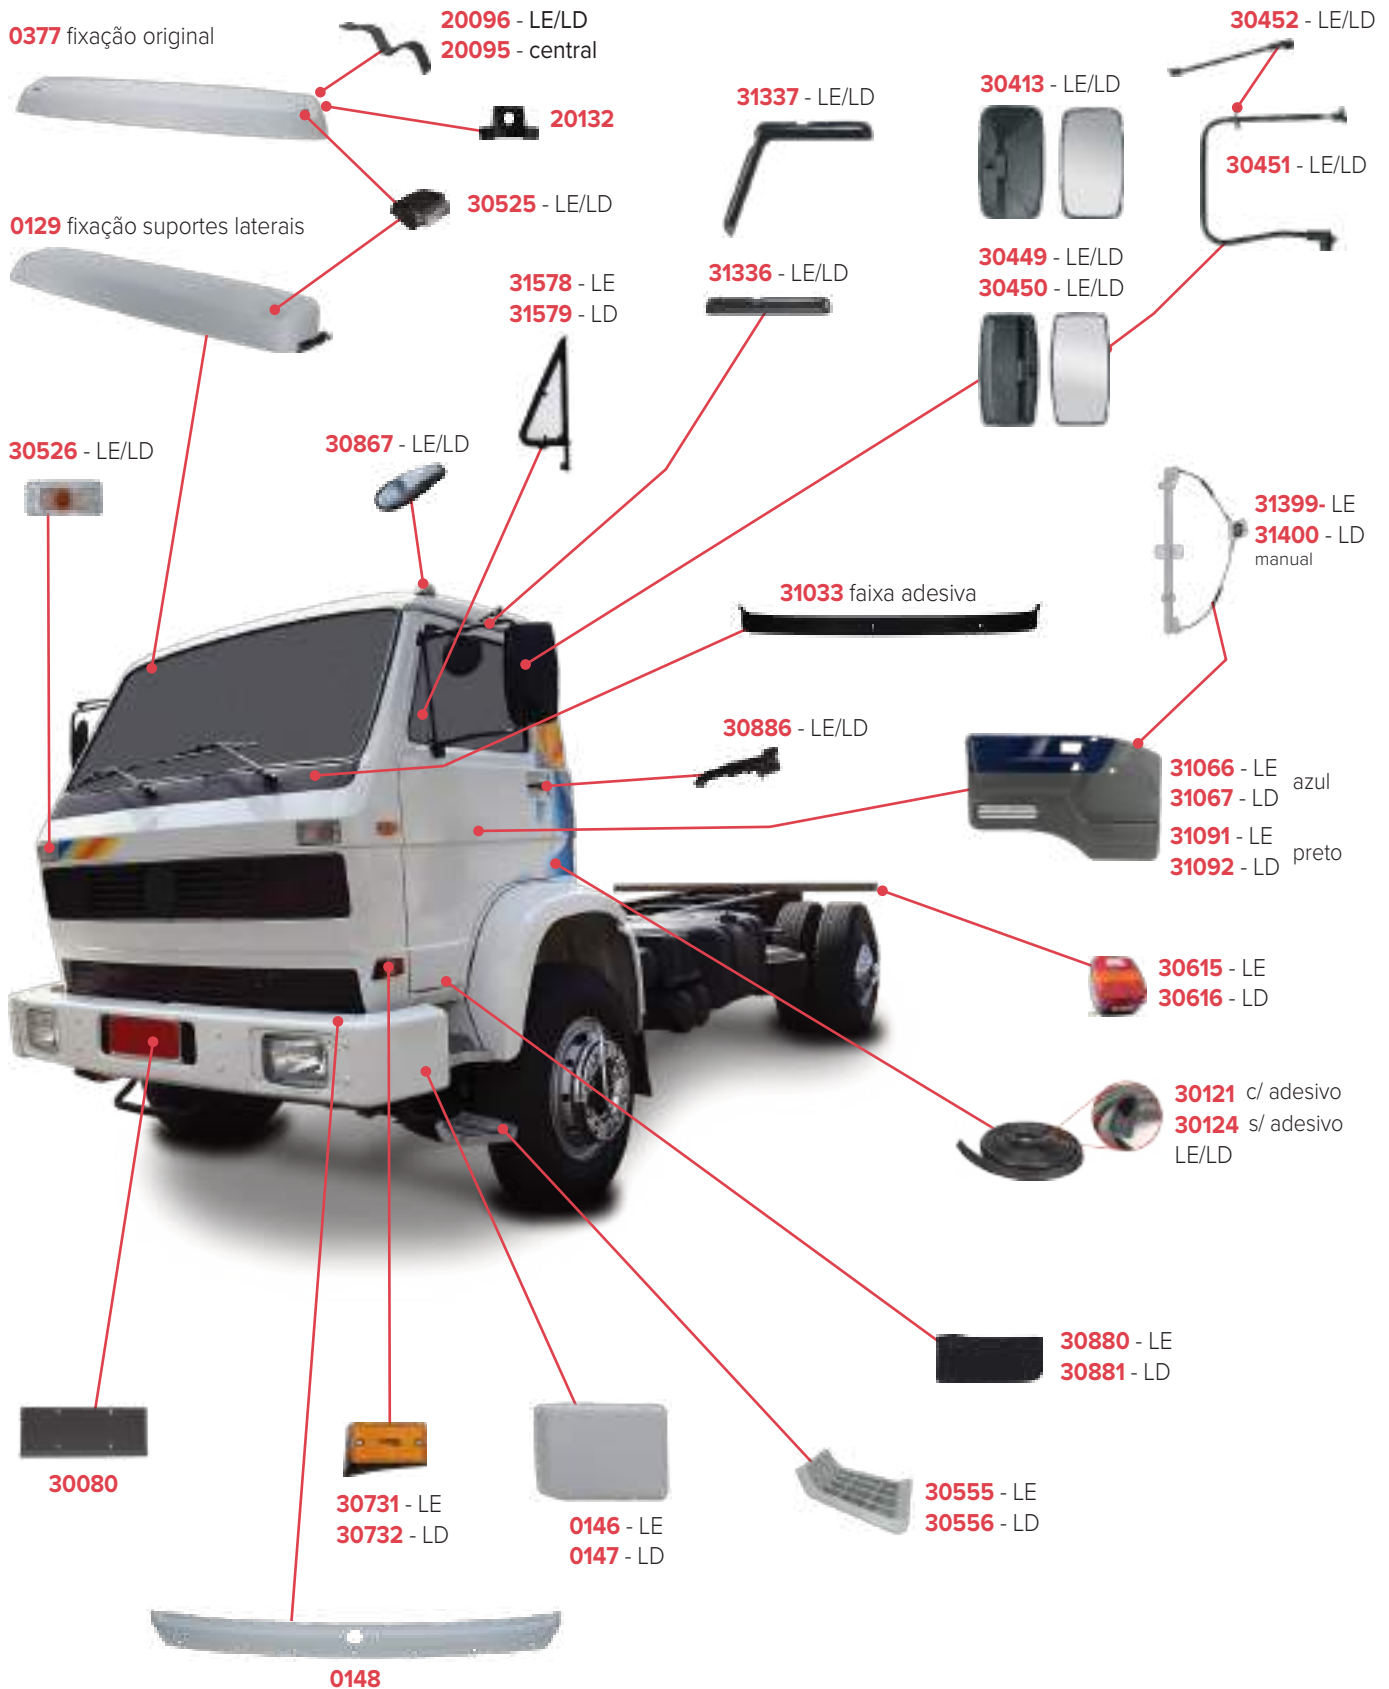 0377 fixação original
20096 - LE/LD
20095 - central
20132
30525 - LE/LD
0129 fixação suportes laterais
31337 - LE/LD
30413 - LE/LD
30452 - LE/LD
30451 - LE/LD
31578 - LE
31579 - LD
31336 - LE/LD
30449 - LE/LD
30450 - LE/LD
30526 - LE/LD
30867 - LE/LD
31399- LE
31400 - LD
manual
31033 faixa adesiva
30886 - LE/LD
31066 - LE
31067 - LD
azul
31091 - LE
31092 - LD
preto
30615 - LE
30616 - LD
30121 c/ adesivo
30124 s/ adesivo
LE/LD
30880 - LE
30881 - LD
30080
30731 - LE
30732 - LD
0146 - LE
0147 - LD
30555 - LE
30556 - LD
0148